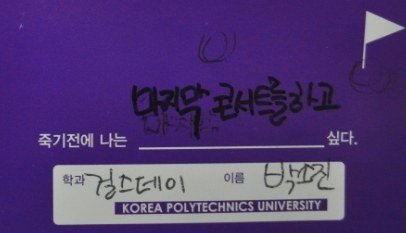 마지막 콘서트를하고
죽기전에 나는 싶다.
학과 걸스데이 이름 박소진
KOREA POLYTECHNICS UNIVERSITY